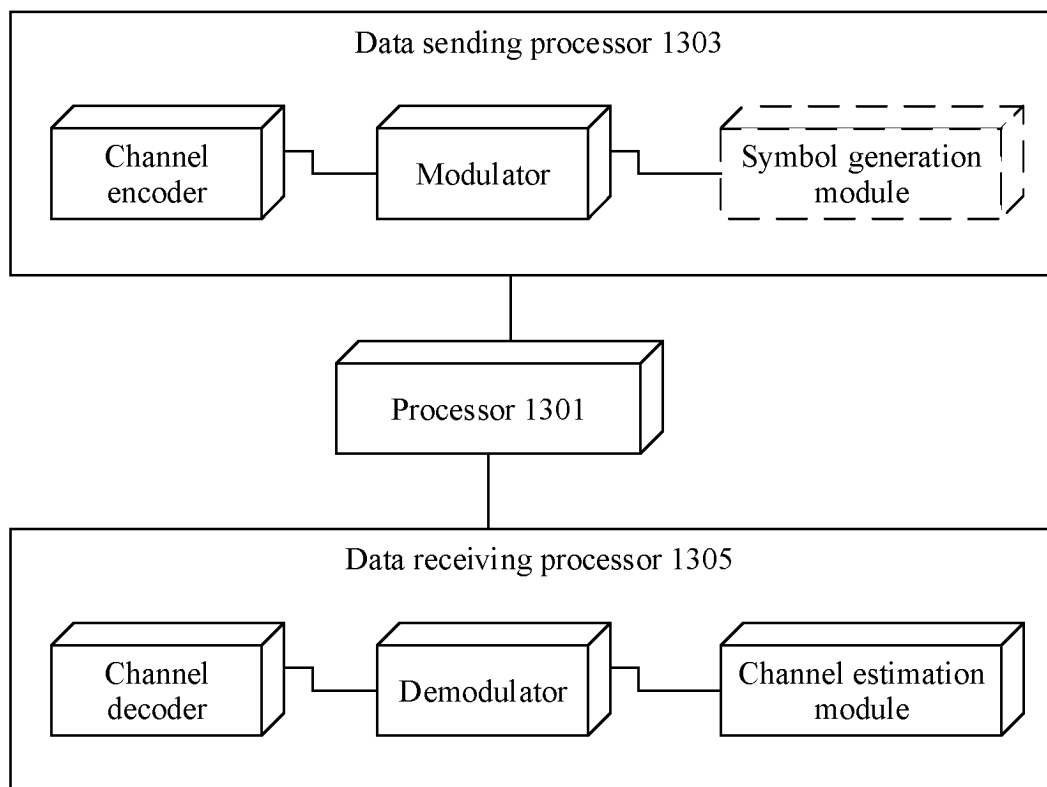 Data sending processor 1303
Channel
encoder
Modulator
Symbol generation
module
Processor 1301
Data receiving processor 1305
Channel
decoder
Demodulator
Channel estimation
module